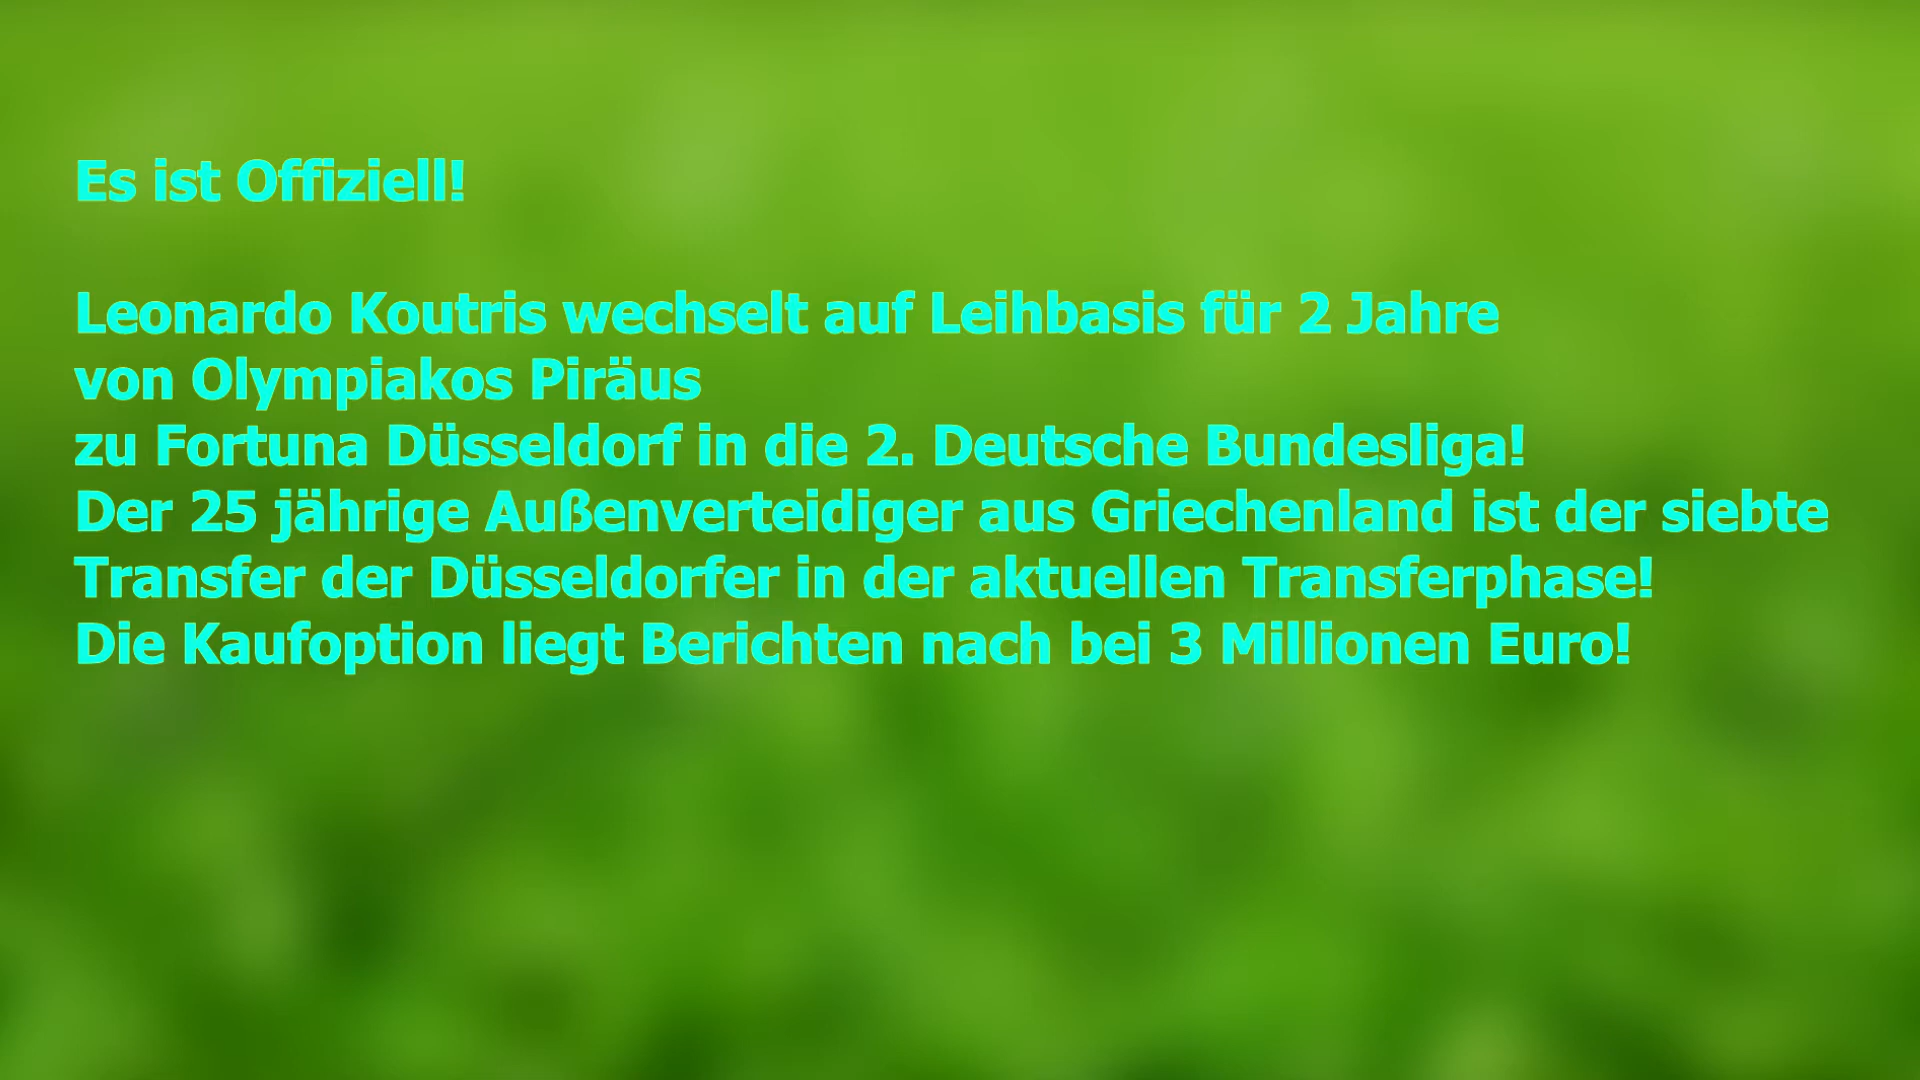 Es ist Offiziell!
Leonardo Koutris wechselt auf Leihbasis für 2 Jahre
von Olympiakos Piräus
zu Fortuna Düsseldorf in die 2. Deutsche Bundesliga!
Der 25 jährige Außenverteidiger aus Griechenland ist der siebte
Transfer der Düsseldorfer in der aktuellen Transferphase!
Die Kaufoption liegt Berichten nach bei 3 Millionen Euro!